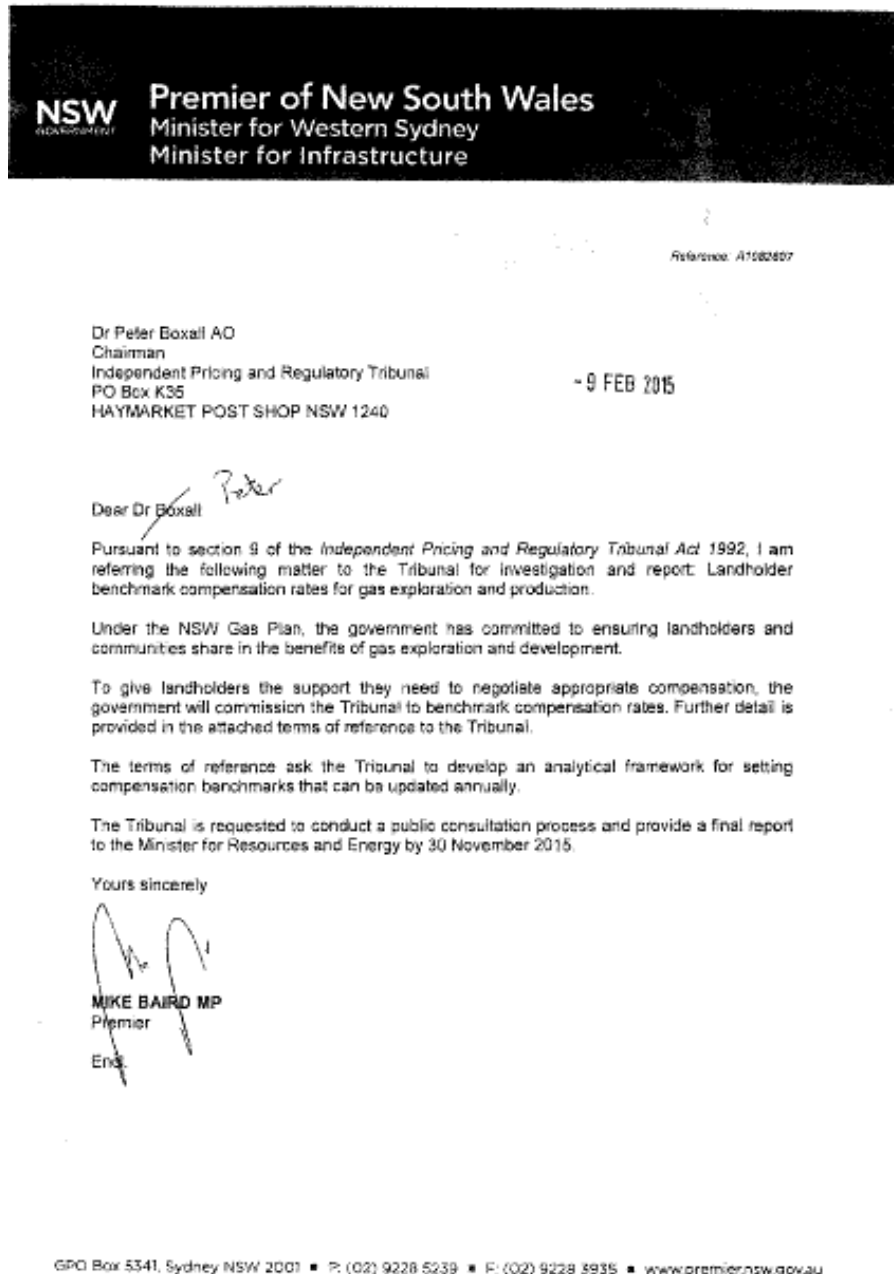 NSW
GOVERNMENT
Premier of New South Wales
Minister for Western Sydney
Minister for Infrastructure
Reference: A1082607
Dr Peter Boxall AO
Chairman
Independent Pricing and Regulatory Tribunal
PO Box K35
HAYMARKET POST SHOP NSW 1240
- 9 FEB 2015
Dear Dr Boxall Peter
Pursuant to section 9 of the Independent Pricing and Regulatory Tribunal Act 1992, I am
referring the following matter to the Tribunal for investigation and report: Landholder
benchmark compensation rates for gas exploration and production.
Under the NSW Gas Plan, the government has committed to ensuring landholders and
communities share in the benefits of gas exploration and development.
To give landholders the support they need to negotiate appropriate compensation, the
government will commission the Tribunal to benchmark compensation rates. Further detail is
provided in the attached terms of reference to the Tribunal.
The terms of reference ask the Tribunal to develop an analytical framework for setting
compensation benchmarks that can be updated annually.
The Tribunal is requested to conduct a public consultation process and provide a final report
to the Minister for Resources and Energy by 30 November 2015.
Yours sincerely
MIKE BAIRD MP
Premier
Encl.
GPO Box 5341, Sydney NSW 2001 ■ P: (02) 9228 5239 ■ F: (02) 9228 3935 ■ www.premier.nsw.gov.au